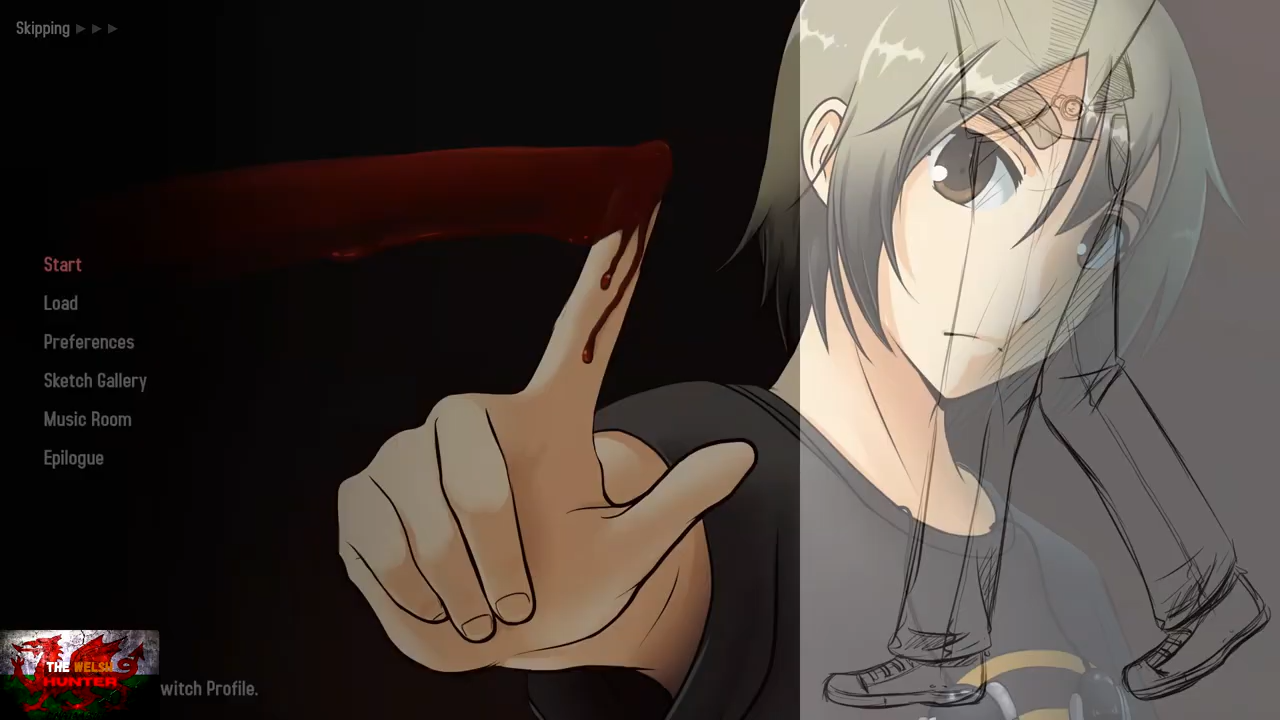 Skipping
Start
Load
Preferences
Sketch Gallery
Music Room
Epilogue
THE WELSH
HUNTER
witch Profile.